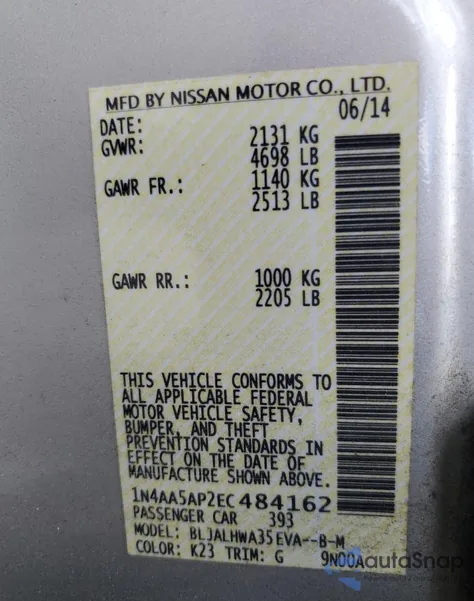 MFD BY NISSAN MOTOR CO., LTD.
DATE: 06/14
GVWR: 2131 KG
4698 LB
GAWR FR.: 1140 KG
2513 LB
GAWR RR.: 1000 KG
2205 LB
THIS VEHICLE CONFORMS TO
ALL APPLICABLE FEDERAL
MOTOR VEHICLE SAFETY,
BUMPER, AND THEFT
PREVENTION STANDARDS IN
EFFECT ON THE DATE OF
MANUFACTURE SHOWN ABOVE.
1N4AA5AP2EC484162
PASSENGER CAR 393
MODEL: BLJALHWA35EVA--B-M
COLOR: K23 TRIM: G 9N00A
autoSnap